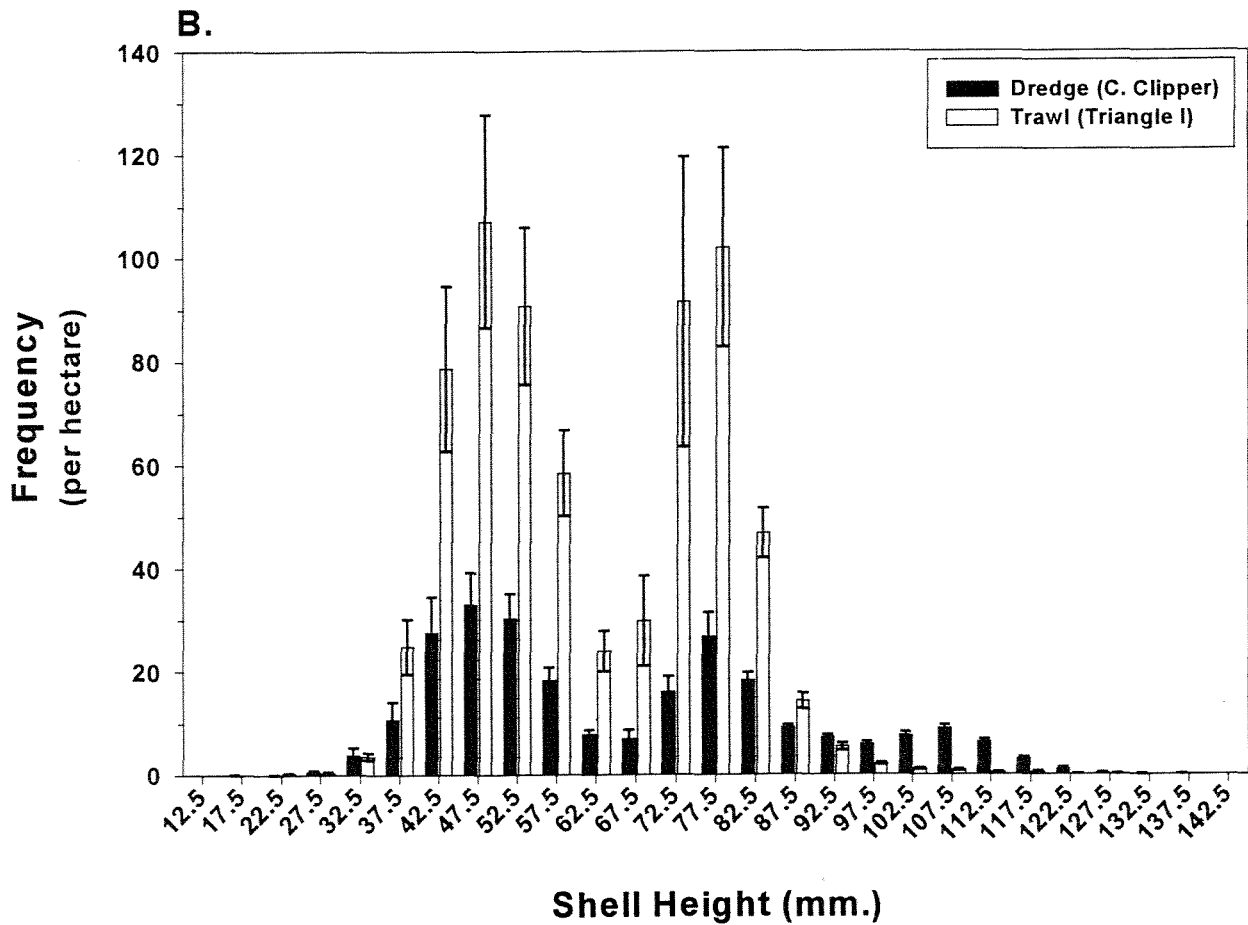 B.
Dredge (C. Clipper)
Trawl (Triangle I)
140
120
100
80
60
40
20
0
Frequency
(per hectare)
12.5 17.5 22.5 27.5 32.5 37.5 42.5 47.5 52.5 57.5 62.5 67.5 72.5 77.5 82.5 87.5 92.5 97.5 102.5 107.5 112.5 117.5 122.5 127.5 132.5 137.5 142.5
Shell Height (mm.)